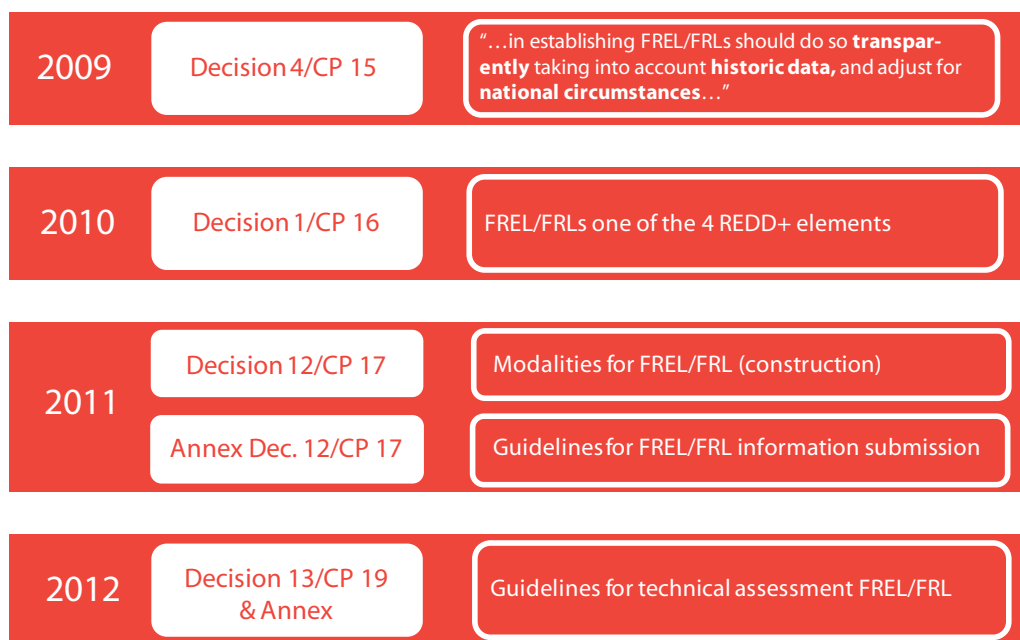 2009
Decision 4/CP 15
“…in establishing FREL/FRLs should do so transpar-
ently taking into account historic data, and adjust for
national circumstances…”
2010
Decision 1/CP 16
FREL/FRLs one of the 4 REDD+ elements
2011
Decision 12/CP 17
Modalities for FREL/FRL (construction)
Annex Dec. 12/CP 17
Guidelines for FREL/FRL information submission
2012
Decision 13/CP 19
& Annex
Guidelines for technical assessment FREL/FRL